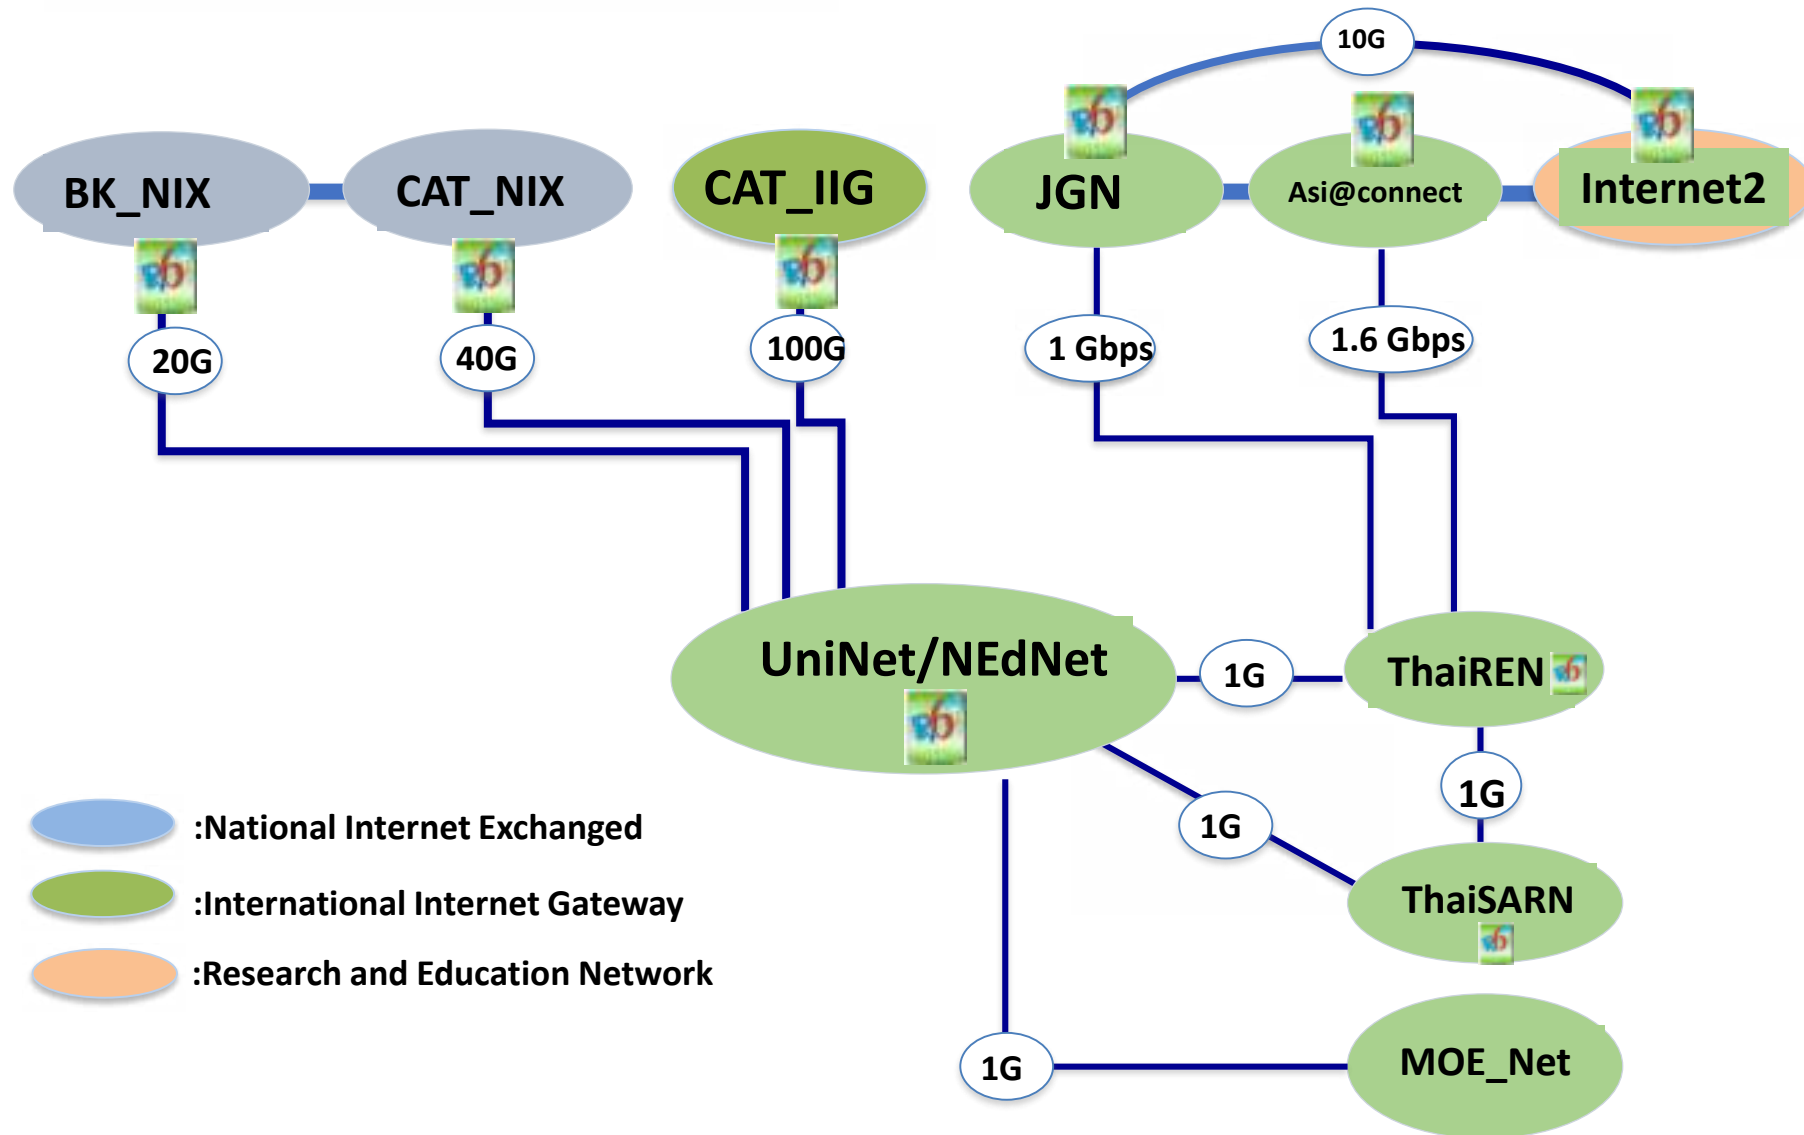 10G
BK_NIX
CAT_NIX
CAT_IIG
JGN
Asi@connect
Internet2
20G
40G
100G
1 Gbps
1.6 Gbps
UniNet/NEdNet
1G
ThaiREN
1G
1G
ThaiSARN
:National Internet Exchanged
:International Internet Gateway
:Research and Education Network
1G
MOE_Net